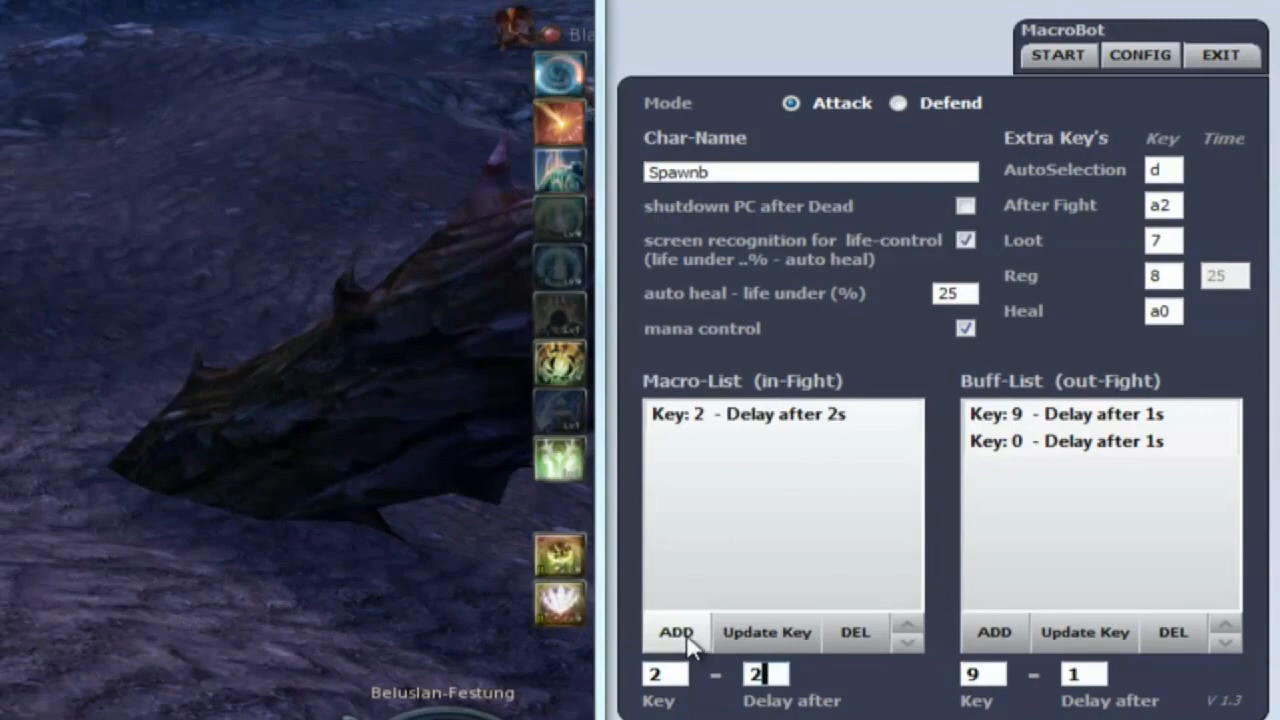 Bla
MacroBot
START CONFIG EXIT
Mode Attack Defend
Char-Name Extra Key's Key Time
Spawnb AutoSelection d
shutdown PC after Dead After Fight a2
screen recognition for life-control Loot 7
(life under ..% - auto heal) Reg 8 25
auto heal - life under (%) 25 Heal a0
mana control
Macro-List (in-Fight) Buff-List (out-Fight)
Key: 2 - Delay after 2s Key: 9 - Delay after 1s
Key: 0 - Delay after 1s
ADD Update Key DEL ADD Update Key DEL
2 - 2 9 - 1
Key Delay after Key Delay after V 1.3
Beluslan-Festung